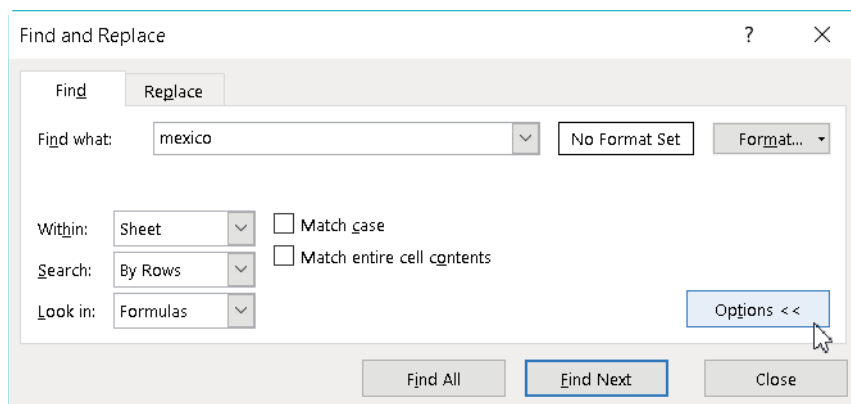 Find and Replace ?
Find Replace
Find what: mexico No Format Set Format...
Within: Sheet Match case
Match entire cell contents
Search: By Rows
Look in: Formulas Options <<
Find All Find Next Close